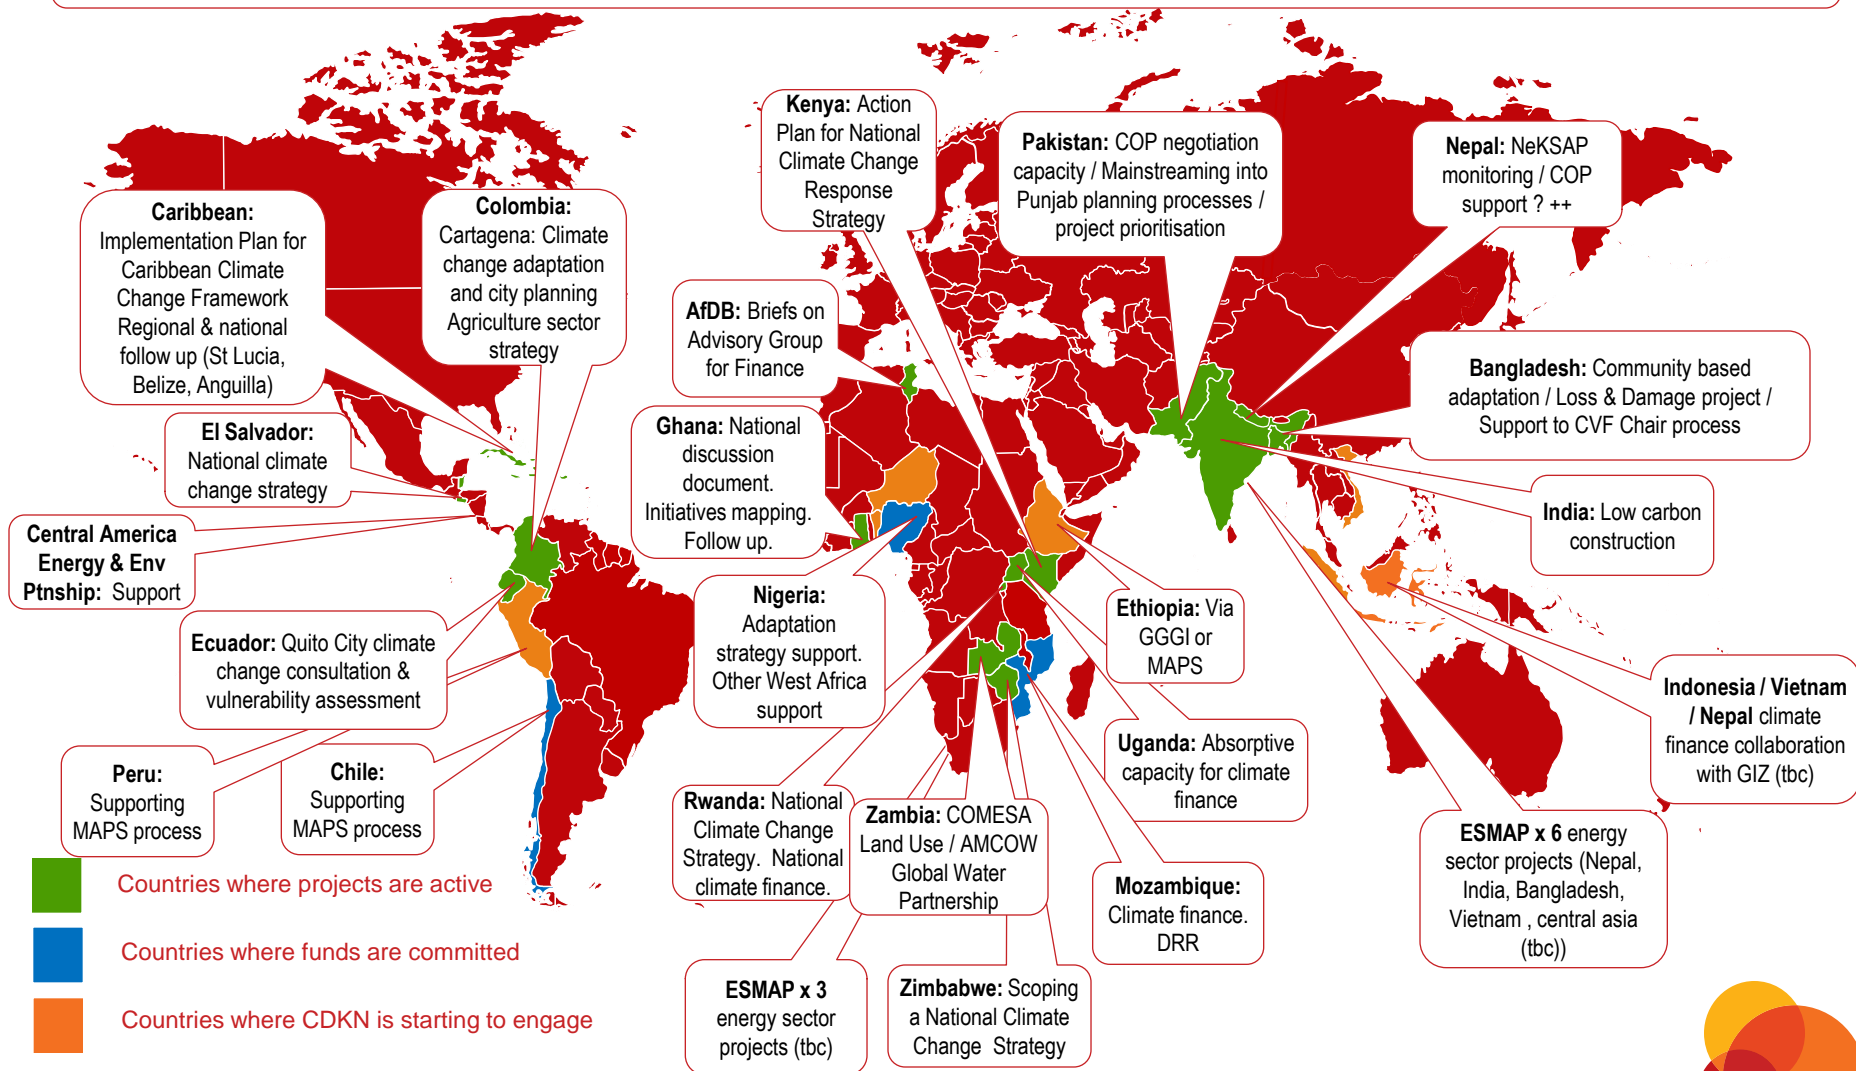 Kenya: Action
Plan for National
Climate Change
Response
Strategy
Pakistan: COP negotiation
capacity / Mainstreaming into
Punjab planning processes /
project prioritisation
Nepal: NeKSAP
monitoring / COP
support ? ++
Caribbean:
Implementation Plan for
Caribbean Climate
Change Framework
Regional & national
follow up (St Lucia,
Belize, Anguilla)
Colombia:
Cartagena: Climate
change adaptation
and city planning
Agriculture sector
strategy
AfDB: Briefs on
Advisory Group
for Finance
Bangladesh: Community based
adaptation / Loss & Damage project /
Support to CVF Chair process
El Salvador:
National climate
change strategy
Ghana: National
discussion
document.
Initiatives mapping.
Follow up.
India: Low carbon
construction
Central America
Energy & Env
Ptnship: Support
Nigeria:
Adaptation
strategy support.
Other West Africa
support
Ethiopia: Via
GGGI or
MAPS
Ecuador: Quito City climate
change consultation &
vulnerability assessment
Indonesia / Vietnam
/ Nepal climate
finance collaboration
with GIZ (tbc)
Uganda: Absorptive
capacity for climate
finance
Peru:
Supporting
MAPS process
Chile:
Supporting
MAPS process
Rwanda: National
Climate Change
Strategy. National
climate finance.
Zambia: COMESA
Land Use / AMCOW
Global Water
Partnership
ESMAP x 6 energy
sector projects (Nepal,
India, Bangladesh,
Vietnam , central asia
(tbc))
Mozambique:
Climate finance.
DRR
Countries where projects are active
Countries where funds are committed
Countries where CDKN is starting to engage
ESMAP x 3
energy sector
projects (tbc)
Zimbabwe: Scoping
a National Climate
Change Strategy